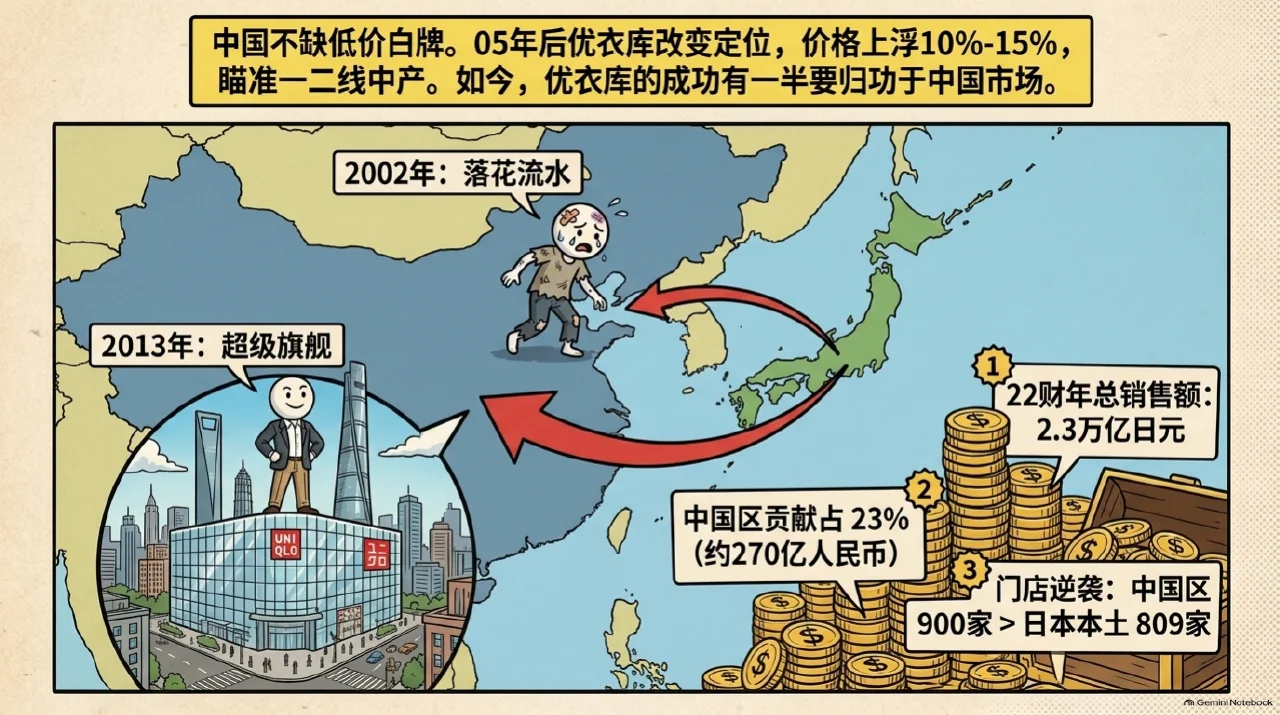 中国不缺低价白牌。05年后优衣库改变定位，价格上浮10%-15%，
瞄准一二线中产。如今，优衣库的成功有一半要归功于中国市场。
2002年：落花流水
2013年：超级旗舰
UNI
QLO
ユニ
クロ
1
22财年总销售额：
2.3万亿日元
2
中国区贡献占 23%
（约270亿人民币）
3
门店逆袭：中国区
900家 > 日本本土 809家
Gemini Notebook